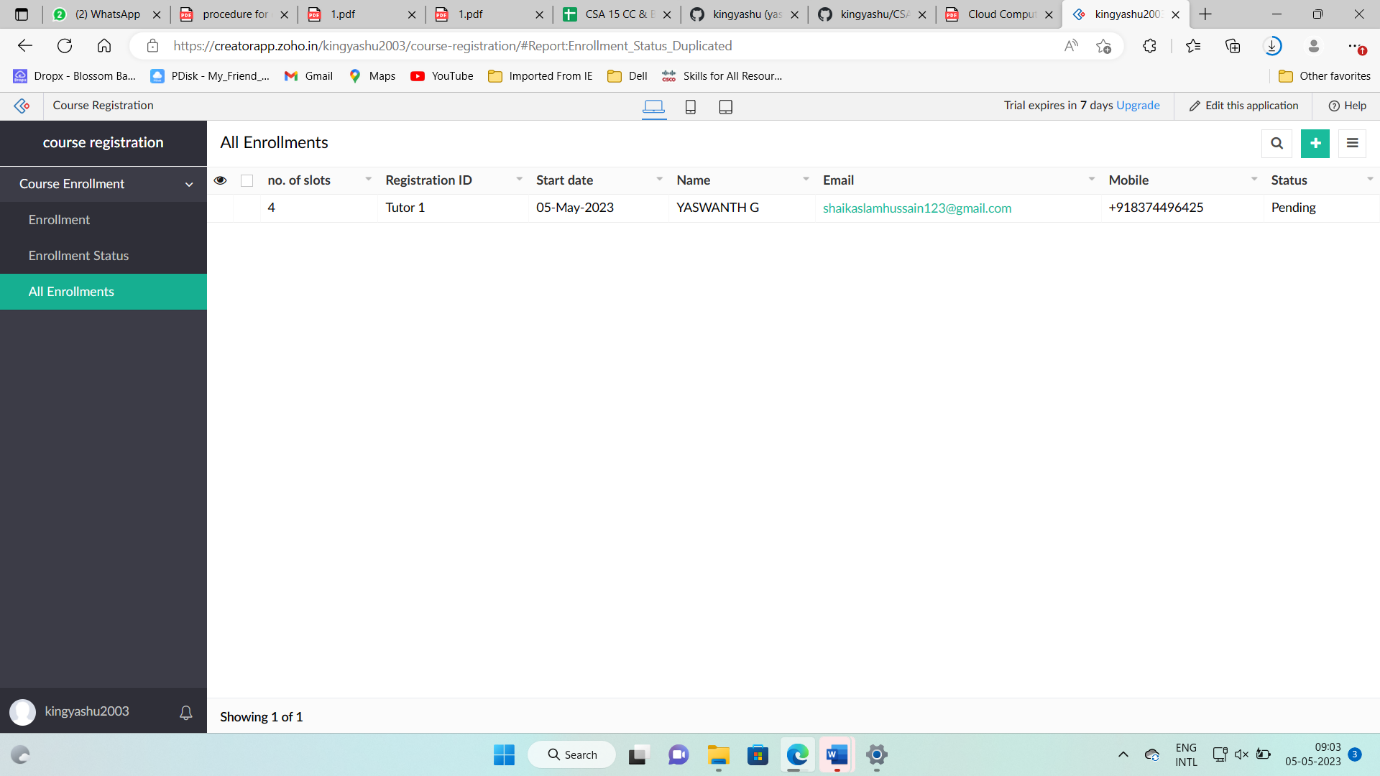 (2) WhatsApp
procedure for
1.pdf
1.pdf
CSA 15 CC & B
kingyashu (yas
kingyashu/CSA
Cloud Comput
kingyashu200
https://creatorapp.zoho.in/kingyashu2003/course-registration/#Report:Enrollment_Status_Duplicated
Dropx - Blossom Ba...
PDisk - My_Friend_...
Gmail
Maps
YouTube
Imported From IE
Dell
Skills for All Resour...
Other favorites
Course Registration
Trial expires in 7 days Upgrade
Edit this application
Help
course registration
Course Enrollment
Enrollment
Enrollment Status
All Enrollments
All Enrollments
no. of slots Registration ID Start date Name Email Mobile Status
4 Tutor 1 05-May-2023 YASWANTH G shaikaslamhussain123@gmail.com +918374496425 Pending
kingyashu2003
Showing 1 of 1
Search
ENG
INTL
09:03
05-05-2023
3